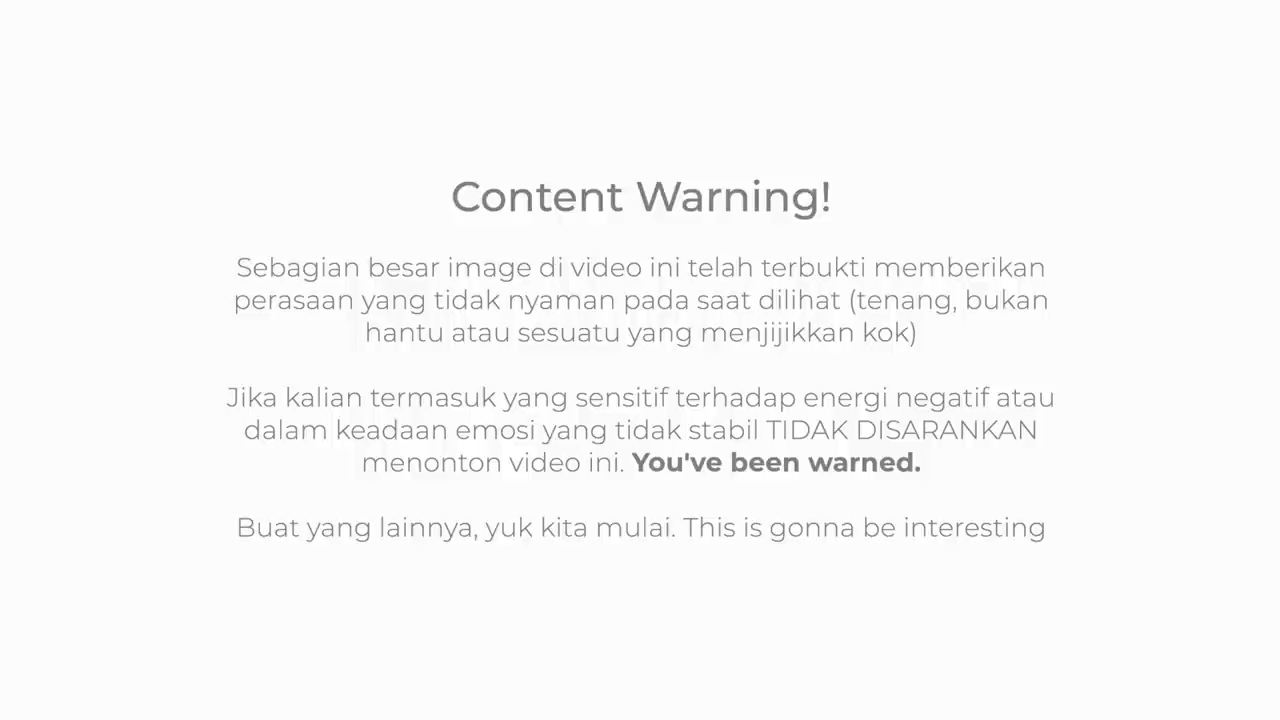 Content Warning!
Sebagian besar image di video ini telah terbukti memberikan
perasaan yang tidak nyaman pada saat dilihat (tenang, bukan
hantu atau sesuatu yang menjijikkan kok)
Jika kalian termasuk yang sensitif terhadap energi negatif atau
dalam keadaan emosi yang tidak stabil TIDAK DISARANKAN
menonton video ini. You've been warned.
Buat yang lainnya, yuk kita mulai. This is gonna be interesting